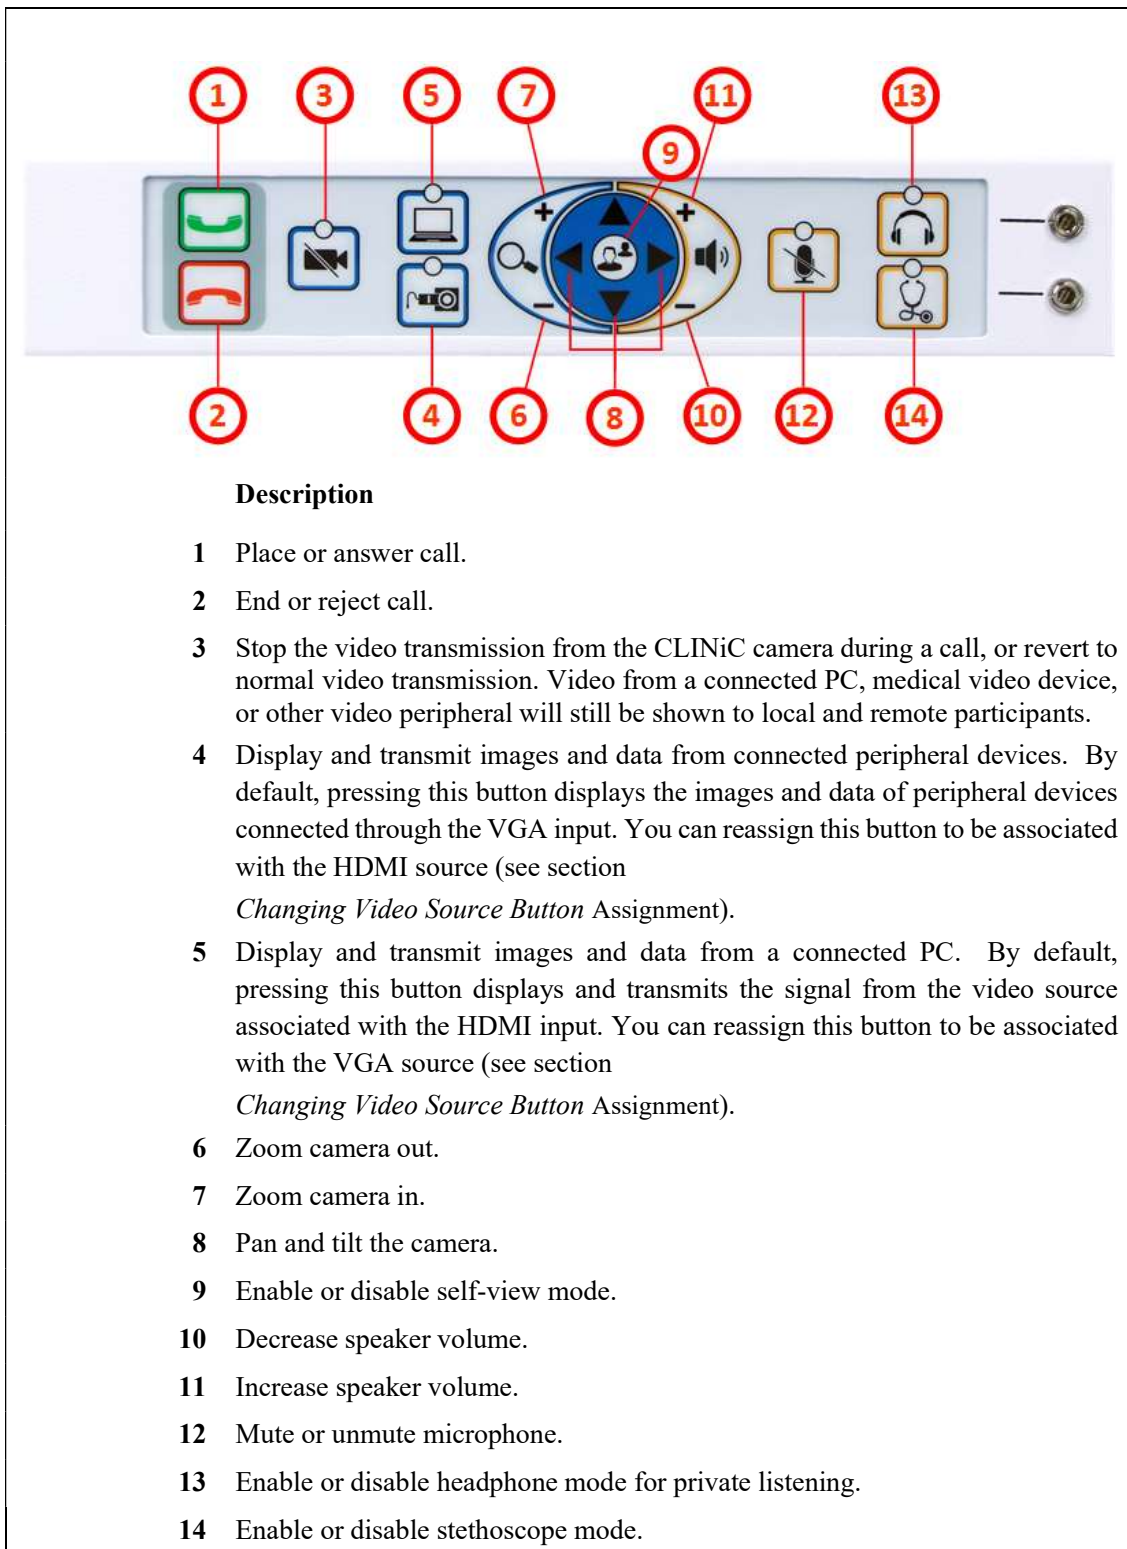 1 3 5 7 11 13
9
+ +
− −
2 4 6 8 10 12 14
Description
1 Place or answer call.
2 End or reject call.
3 Stop the video transmission from the CLINiC camera during a call, or revert to
normal video transmission. Video from a connected PC, medical video device,
or other video peripheral will still be shown to local and remote participants.
4 Display and transmit images and data from connected peripheral devices. By
default, pressing this button displays the images and data of peripheral devices
connected through the VGA input. You can reassign this button to be associated
with the HDMI source (see section
Changing Video Source Button Assignment).
5 Display and transmit images and data from a connected PC. By default,
pressing this button displays and transmits the signal from the video source
associated with the HDMI input. You can reassign this button to be associated
with the VGA source (see section
Changing Video Source Button Assignment).
6 Zoom camera out.
7 Zoom camera in.
8 Pan and tilt the camera.
9 Enable or disable self-view mode.
10 Decrease speaker volume.
11 Increase speaker volume.
12 Mute or unmute microphone.
13 Enable or disable headphone mode for private listening.
14 Enable or disable stethoscope mode.